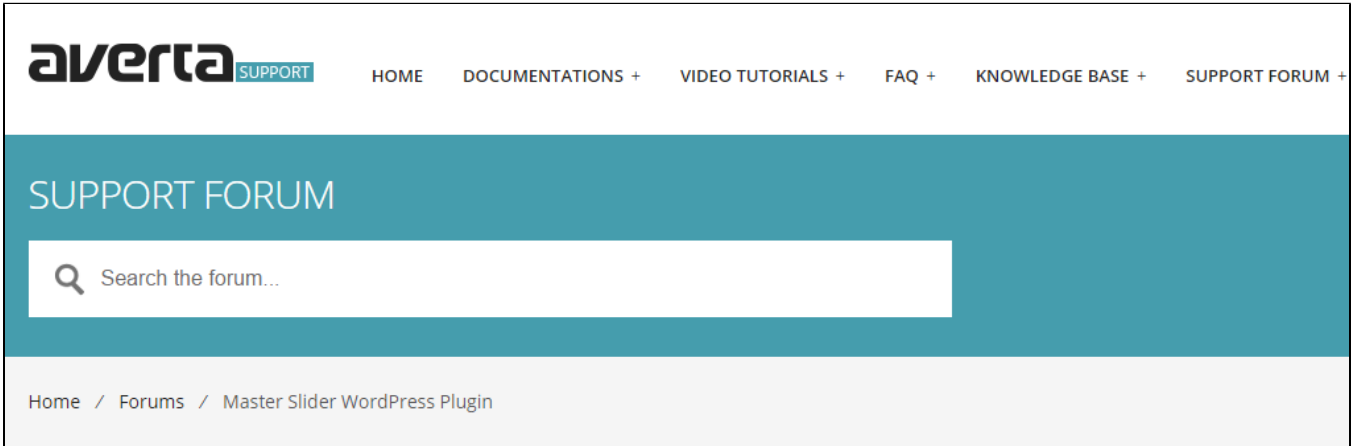 averta SUPPORT HOME DOCUMENTATIONS + VIDEO TUTORIALS + FAQ + KNOWLEDGE BASE + SUPPORT FORUM +
SUPPORT FORUM
Search the forum...
Home / Forums / Master Slider WordPress Plugin